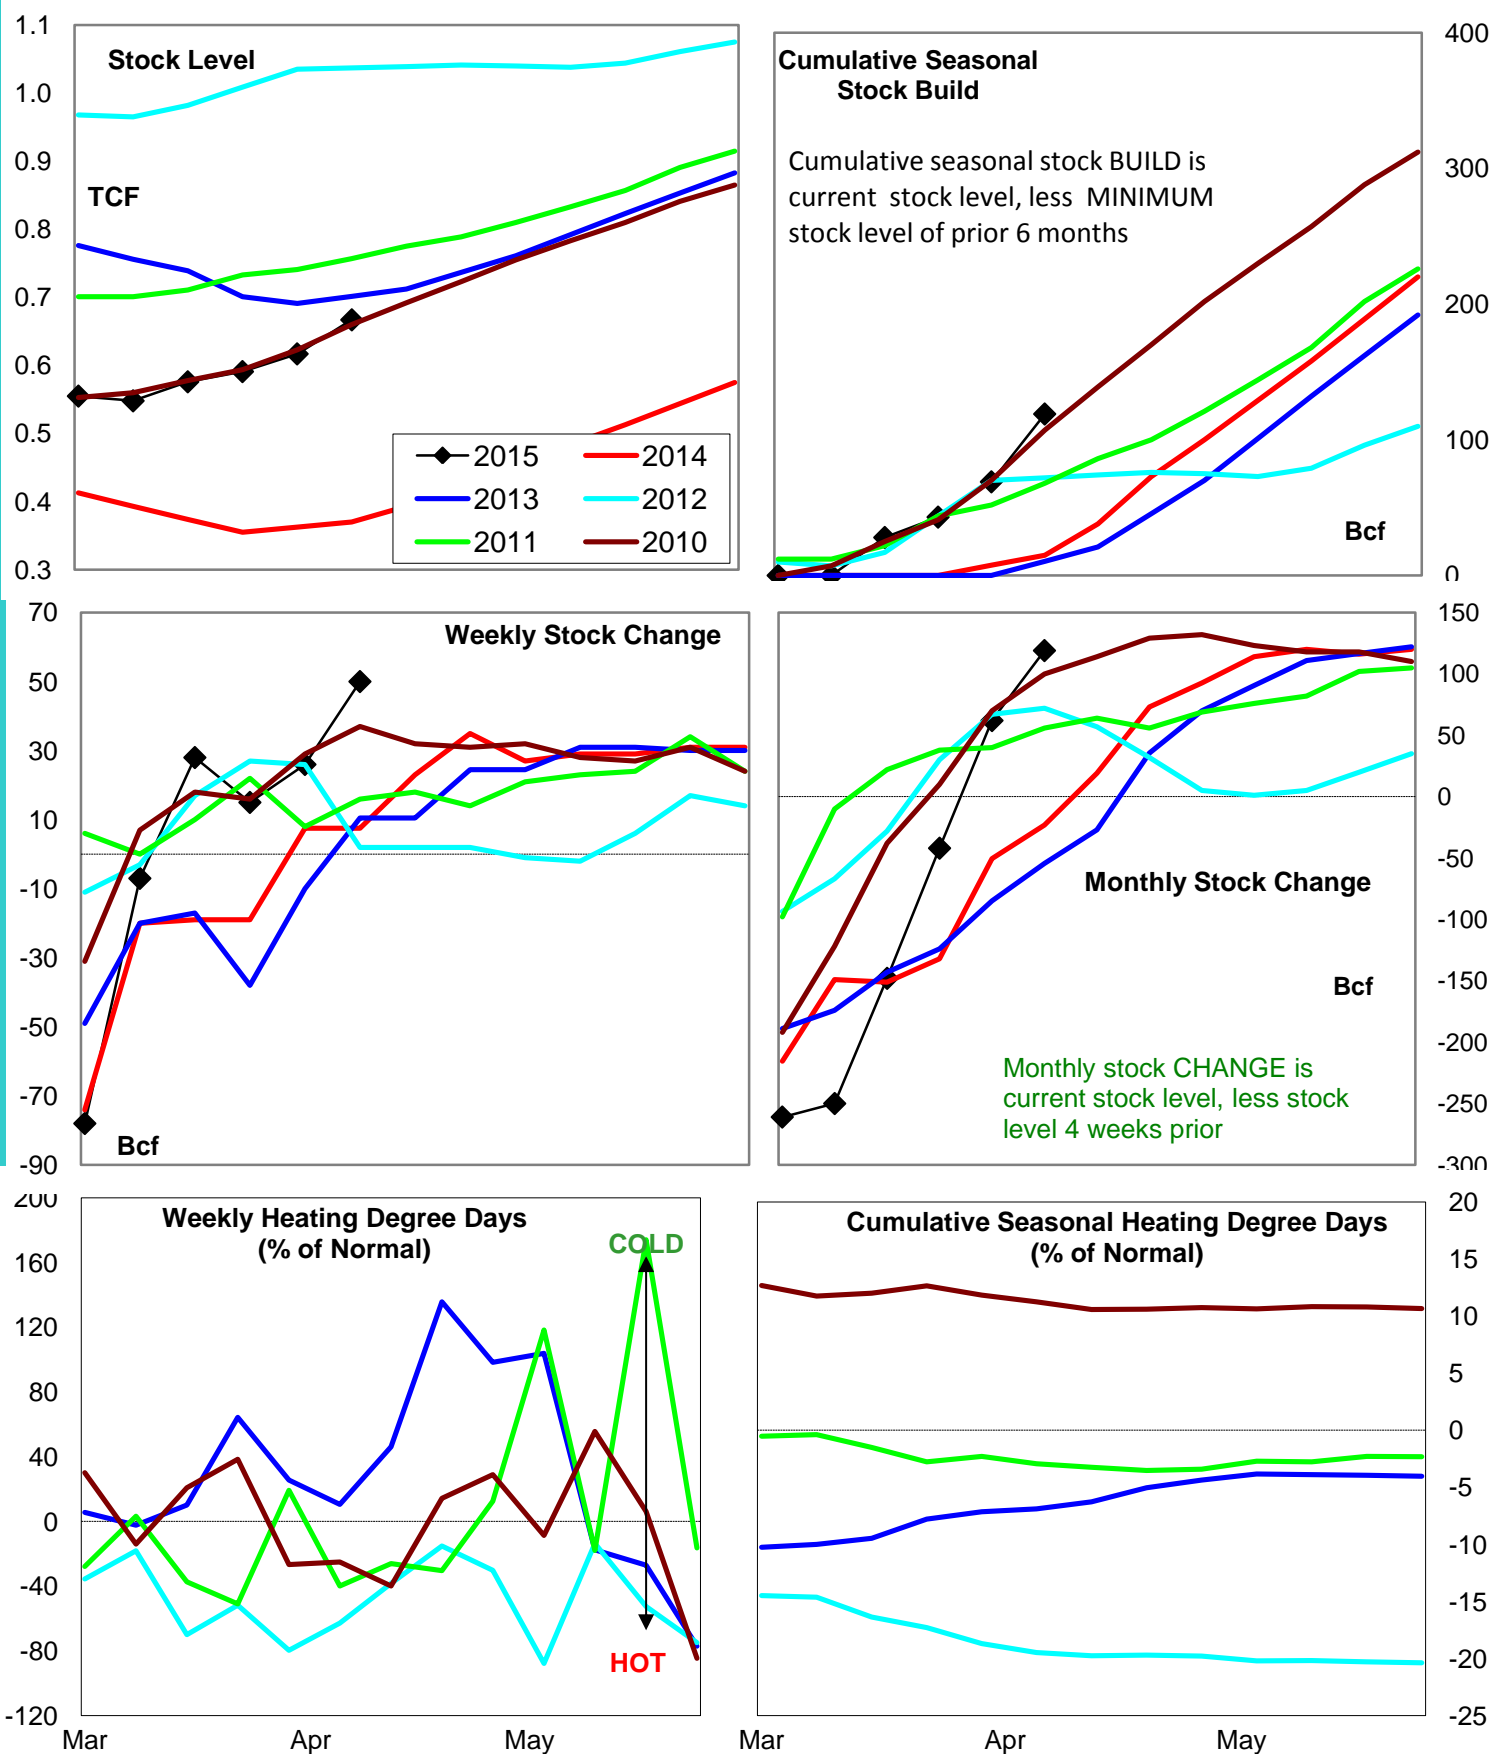 1.1
1.0
0.9
0.8
0.7
0.6
0.5
0.4
0.3
Stock Level
TCF
2015
2014
2013
2012
2011
2010
Cumulative Seasonal
Stock Build
Cumulative seasonal stock BUILD is
current stock level, less MINIMUM
stock level of prior 6 months
Bcf
400
300
200
100
0
70
50
30
10
-10
-30
-50
-70
-90
Weekly Stock Change
Bcf
Monthly Stock Change
Bcf
Monthly stock CHANGE is
current stock level, less stock
level 4 weeks prior
150
100
50
0
-50
-100
-150
-200
-250
-300
200
160
120
80
40
0
-40
-80
-120
Weekly Heating Degree Days
(% of Normal)
COLD
HOT
Mar
Apr
May
Cumulative Seasonal Heating Degree Days
(% of Normal)
20
15
10
5
0
-5
-10
-15
-20
-25
Mar
Apr
May